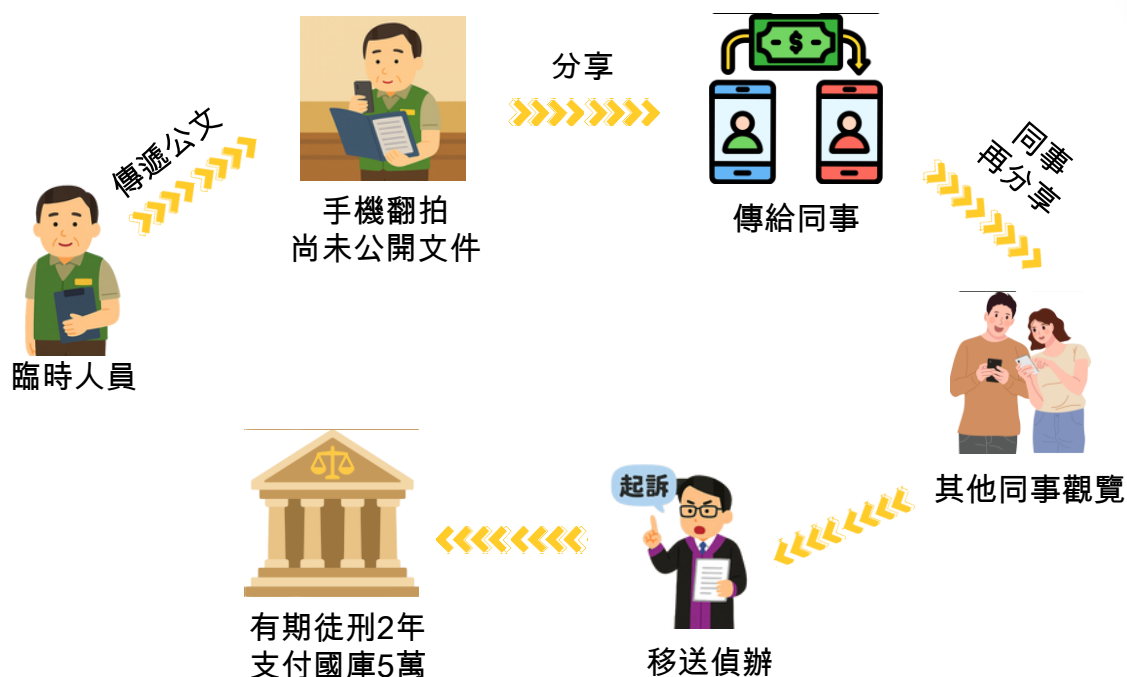 臨時人員
傳遞公文
手機翻拍
尚未公開文件
分享
$
傳給同事
同事
再分享
其他同事觀覽
起訴
移送偵辦
有期徒刑2年
支付國庫5萬